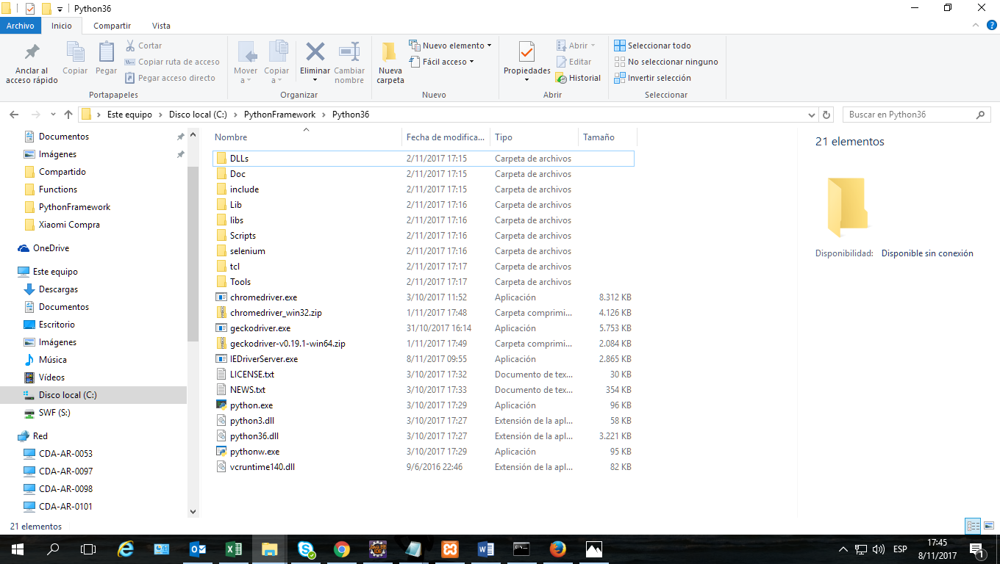 Python36
Archivo Inicio Compartir Vista
Anclar al acceso rápido
Copiar
Pegar
Cortar
Copiar ruta de acceso
Pegar acceso directo
Portapapeles
Mover a
Copiar a
Eliminar
Cambiar nombre
Organizar
Nueva carpeta
Nuevo elemento
Fácil acceso
Nuevo
Propiedades
Abrir
Editar
Historial
Abrir
Seleccionar todo
No seleccionar ninguno
Invertir selección
Seleccionar
Este equipo > Disco local (C:) > PythonFramework > Python36
Buscar en Python36
Documentos
Imágenes
Compartido
Functions
PythonFramework
Xiaomi Compra
OneDrive
Este equipo
Descargas
Documentos
Escritorio
Imágenes
Música
Vídeos
Disco local (C:)
SWF (S:)
Red
CDA-AR-0053
CDA-AR-0097
CDA-AR-0098
CDA-AR-0101
Nombre Fecha de modifica... Tipo Tamaño
DLLs 2/11/2017 17:15 Carpeta de archivos
Doc 2/11/2017 17:15 Carpeta de archivos
include 2/11/2017 17:15 Carpeta de archivos
Lib 2/11/2017 17:16 Carpeta de archivos
libs 2/11/2017 17:16 Carpeta de archivos
Scripts 2/11/2017 17:16 Carpeta de archivos
selenium 2/11/2017 17:16 Carpeta de archivos
tcl 2/11/2017 17:17 Carpeta de archivos
Tools 2/11/2017 17:17 Carpeta de archivos
chromedriver.exe 3/10/2017 11:52 Aplicación 8.312 KB
chromedriver_win32.zip 1/11/2017 17:48 Carpeta comprimi... 4.126 KB
geckodriver.exe 31/10/2017 16:14 Aplicación 5.753 KB
geckodriver-v0.19.1-win64.zip 1/11/2017 17:49 Carpeta comprimi... 2.084 KB
IEDriverServer.exe 8/11/2017 09:55 Aplicación 2.865 KB
LICENSE.txt 3/10/2017 17:32 Documento de tex... 30 KB
NEWS.txt 3/10/2017 17:33 Documento de tex... 354 KB
python.exe 3/10/2017 17:29 Aplicación 96 KB
python3.dll 3/10/2017 17:27 Extensión de la apl... 58 KB
python36.dll 3/10/2017 17:27 Extensión de la apl... 3.221 KB
pythonw.exe 3/10/2017 17:29 Aplicación 95 KB
vcruntime140.dll 9/6/2016 22:46 Extensión de la apl... 82 KB
21 elementos
Disponibilidad: Disponible sin conexión
21 elementos
ESP
17:45
8/11/2017
1